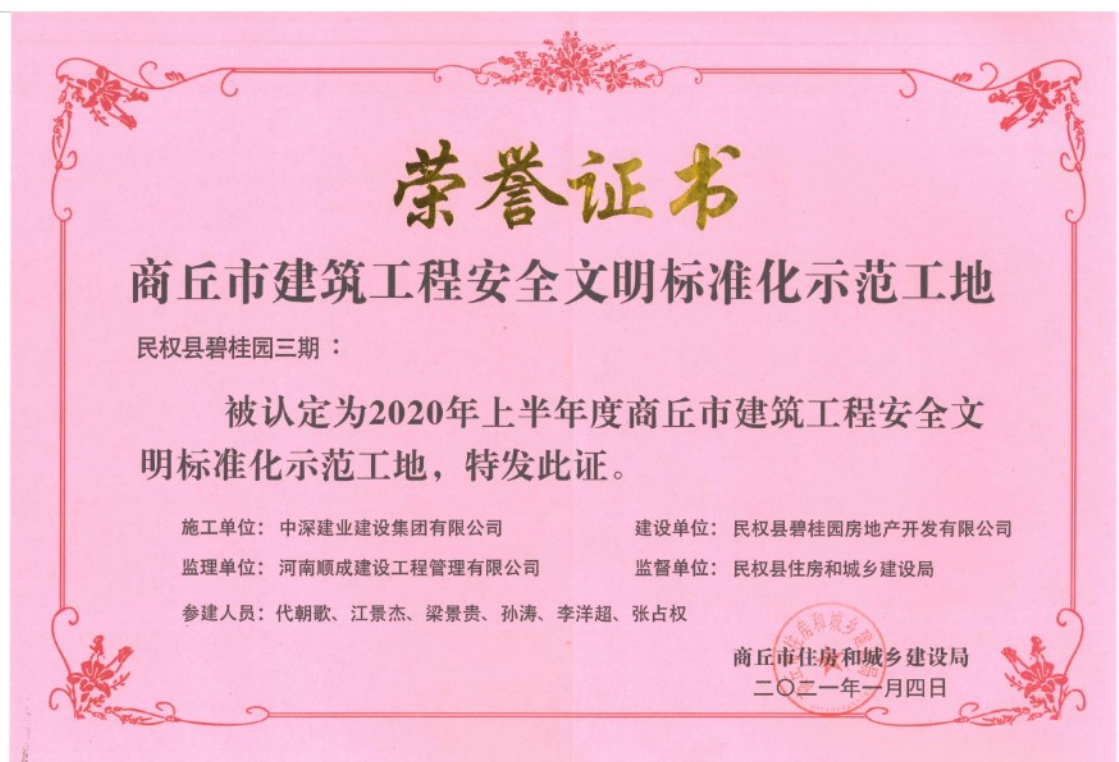 荣誉证书
商丘市建筑工程安全文明标准化示范工地
民权县碧桂园三期：
被认定为2020年上半年度商丘市建筑工程安全文
明标准化示范工地，特发此证。
施工单位：中深建业建设集团有限公司
建设单位：民权县碧桂园房地产开发有限公司
监理单位：河南顺成建设工程管理有限公司
监督单位：民权县住房和城乡建设局
参建人员：代朝歌、江景杰、梁景贵、孙涛、李洋超、张占权
商丘市住房和城乡建设局
二〇二一年一月四日